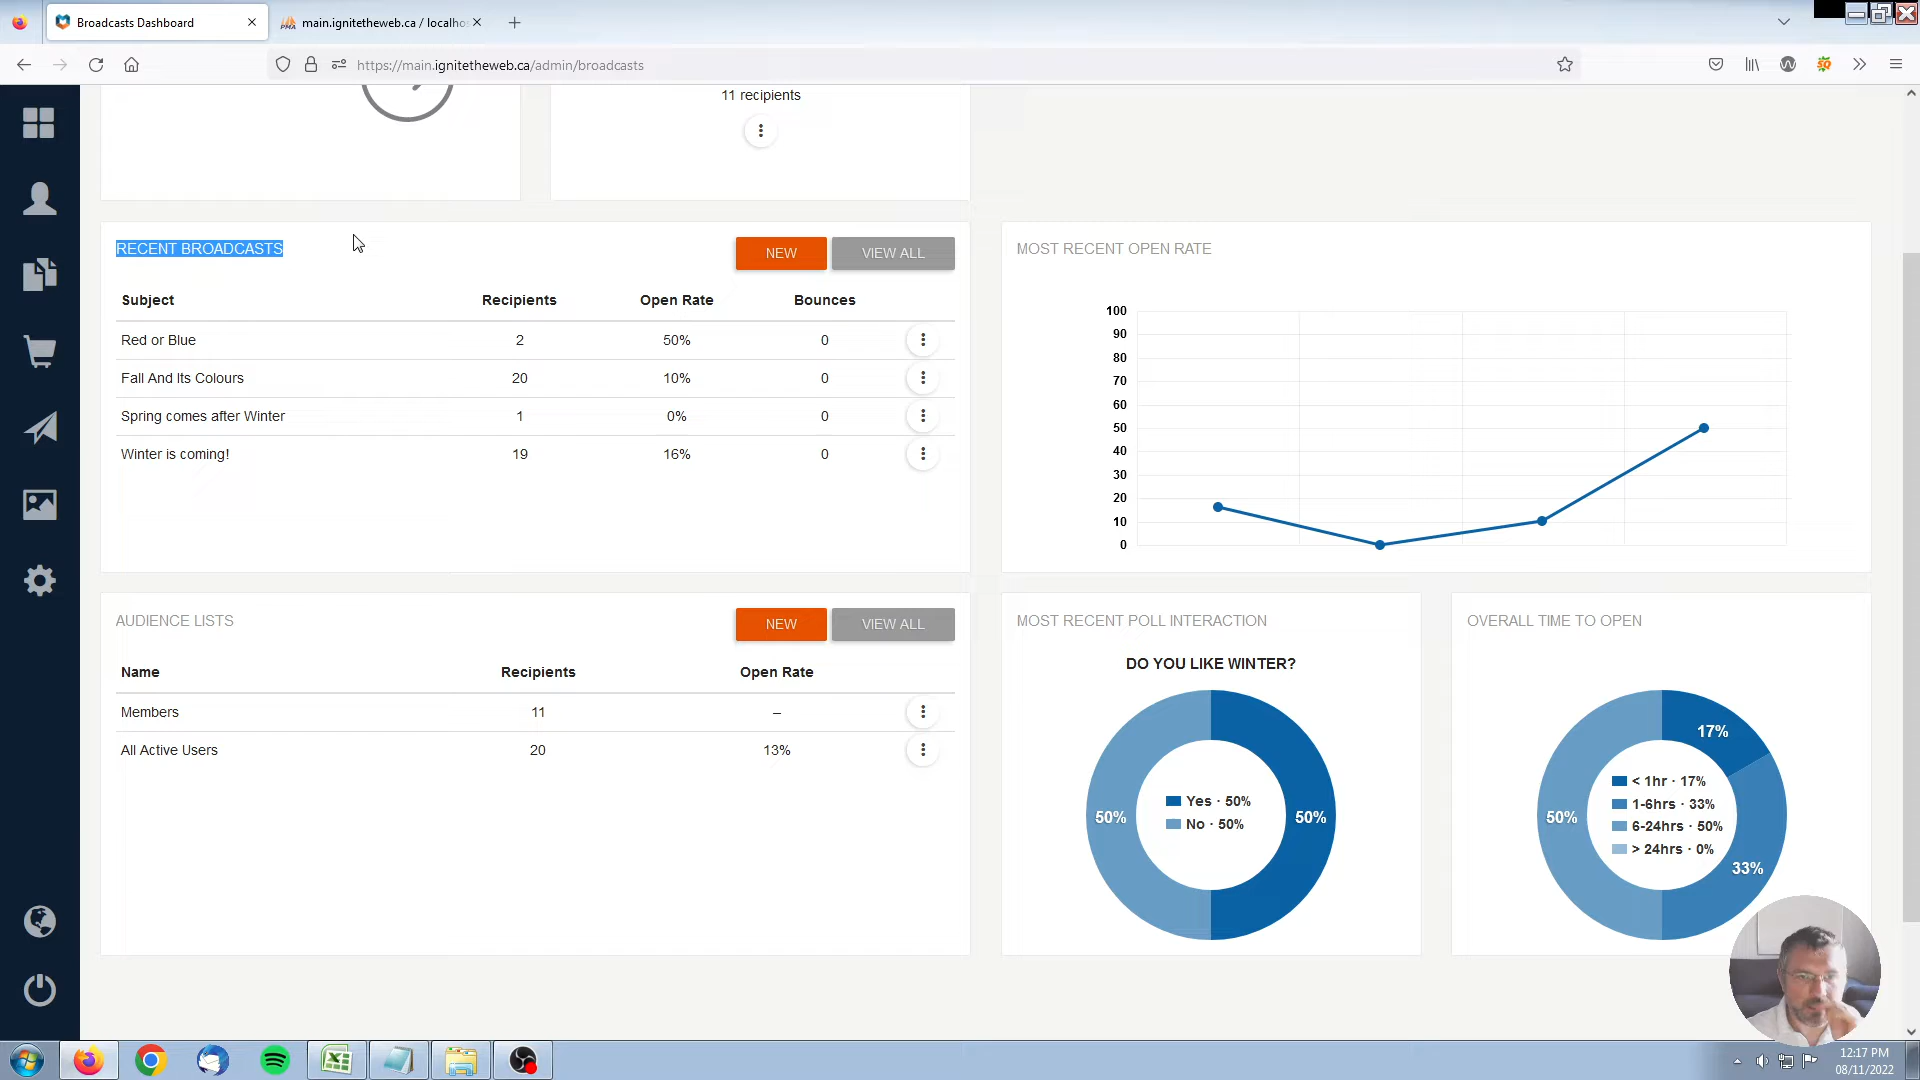 Broadcasts Dashboard
main.ignitetheweb.ca / localho
https://main.ignitetheweb.ca/admin/broadcasts
11 recipients
RECENT BROADCASTS
NEW
VIEW ALL
Subject Recipients Open Rate Bounces
Red or Blue 2 50% 0
Fall And Its Colours 20 10% 0
Spring comes after Winter 1 0% 0
Winter is coming! 19 16% 0
MOST RECENT OPEN RATE
100
90
80
70
60
50
40
30
20
10
0
AUDIENCE LISTS
NEW
VIEW ALL
Name Recipients Open Rate
Members 11 –
All Active Users 20 13%
MOST RECENT POLL INTERACTION
DO YOU LIKE WINTER?
50%
Yes · 50%
No · 50%
50%
OVERALL TIME TO OPEN
17%
< 1hr · 17%
1-6hrs · 33%
6-24hrs · 50%
> 24hrs · 0%
50%
33%
12:17 PM
08/11/2022